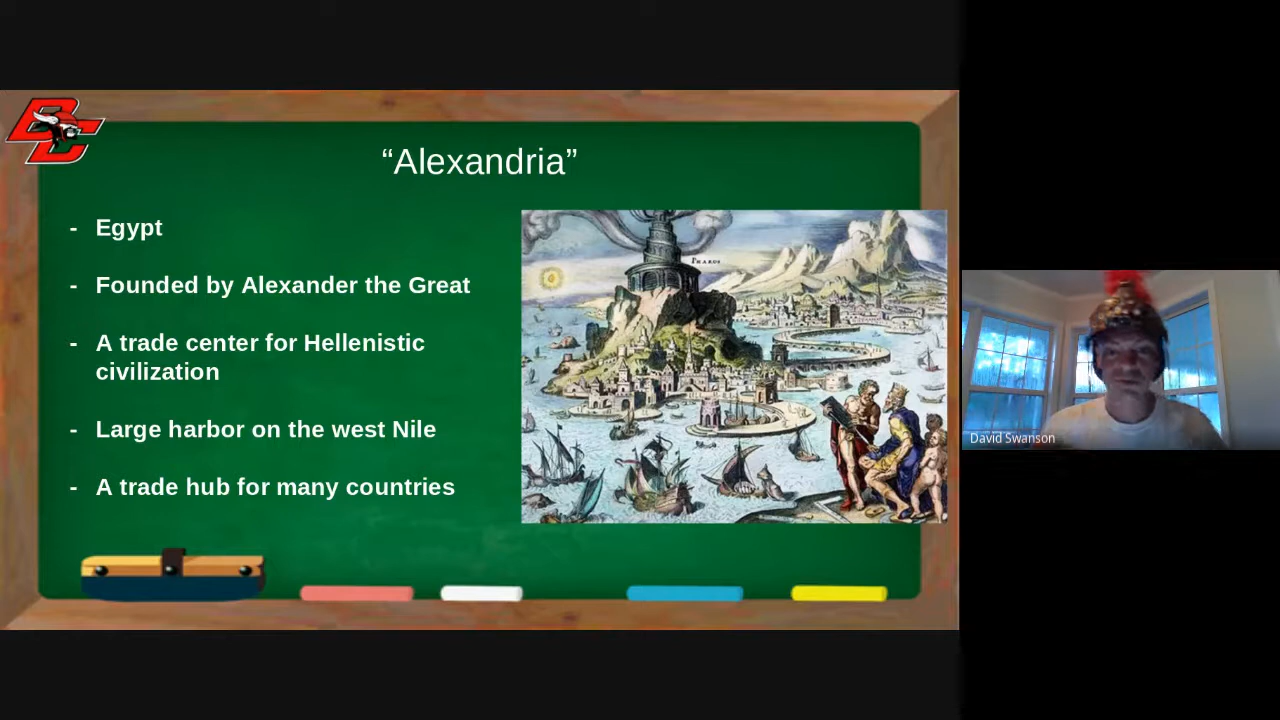 “Alexandria”
- Egypt
- Founded by Alexander the Great
- A trade center for Hellenistic
civilization
- Large harbor on the west Nile
- A trade hub for many countries
PHAROS
BC
David Swanson